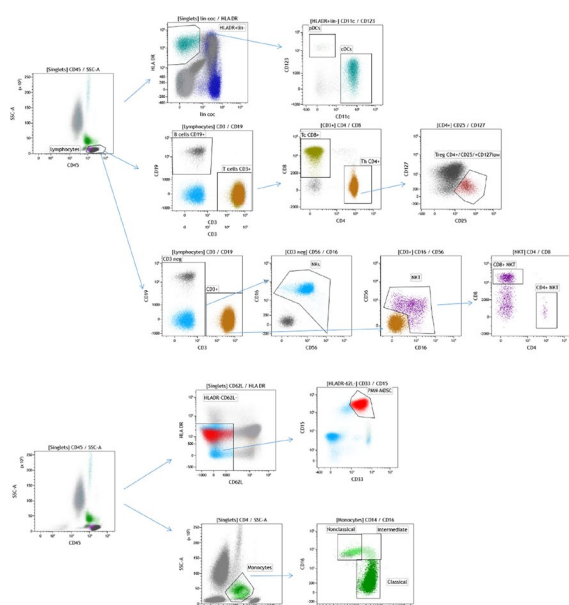 [Singlets] lin coc / HLA DR
[HLADR+lin-] CD11c / CD123
HLADR+lin-
pDCs
cDCs
HLA DR
lin coc
CD123
CD11c
[Singlets] CD45 / SSC-A
SSC-A
Lymphocytes
CD45
[Lymphocytes] CD3 / CD19
[CD3+] CD4 / CD8
[CD4+] CD25 / CD127
B cells CD19+
T cells CD3+
Tc CD8+
Th CD4+
Treg CD4+/CD25/+CD127low
CD19
CD3
CD3
CD8
CD4
CD127
CD25
[Lymphocytes] CD3 / CD19
[CD3 neg] CD56 / CD16
[CD3+] CD16 / CD56
[NKT] CD4 / CD8
CD3 neg
CD3+
NKs
NKT
CD8+ NKT
CD4+ NKT
CD19
CD3
CD16
CD56
CD56
CD16
CD8
CD4
[Singlets] CD62L / HLA DR
[HLADR-62L-] CD33 / CD15
HLADR-CD62L-
PMN-MDSC
HLA DR
CD62L
CD15
CD33
[Singlets] CD45 / SSC-A
SSC-A
CD45
[Singlets] CD4 / SSC-A
[Monocytes] CD14 / CD16
Monocytes
Nonclassical
Intermediate
Classical
SSC-A
CD4
CD16